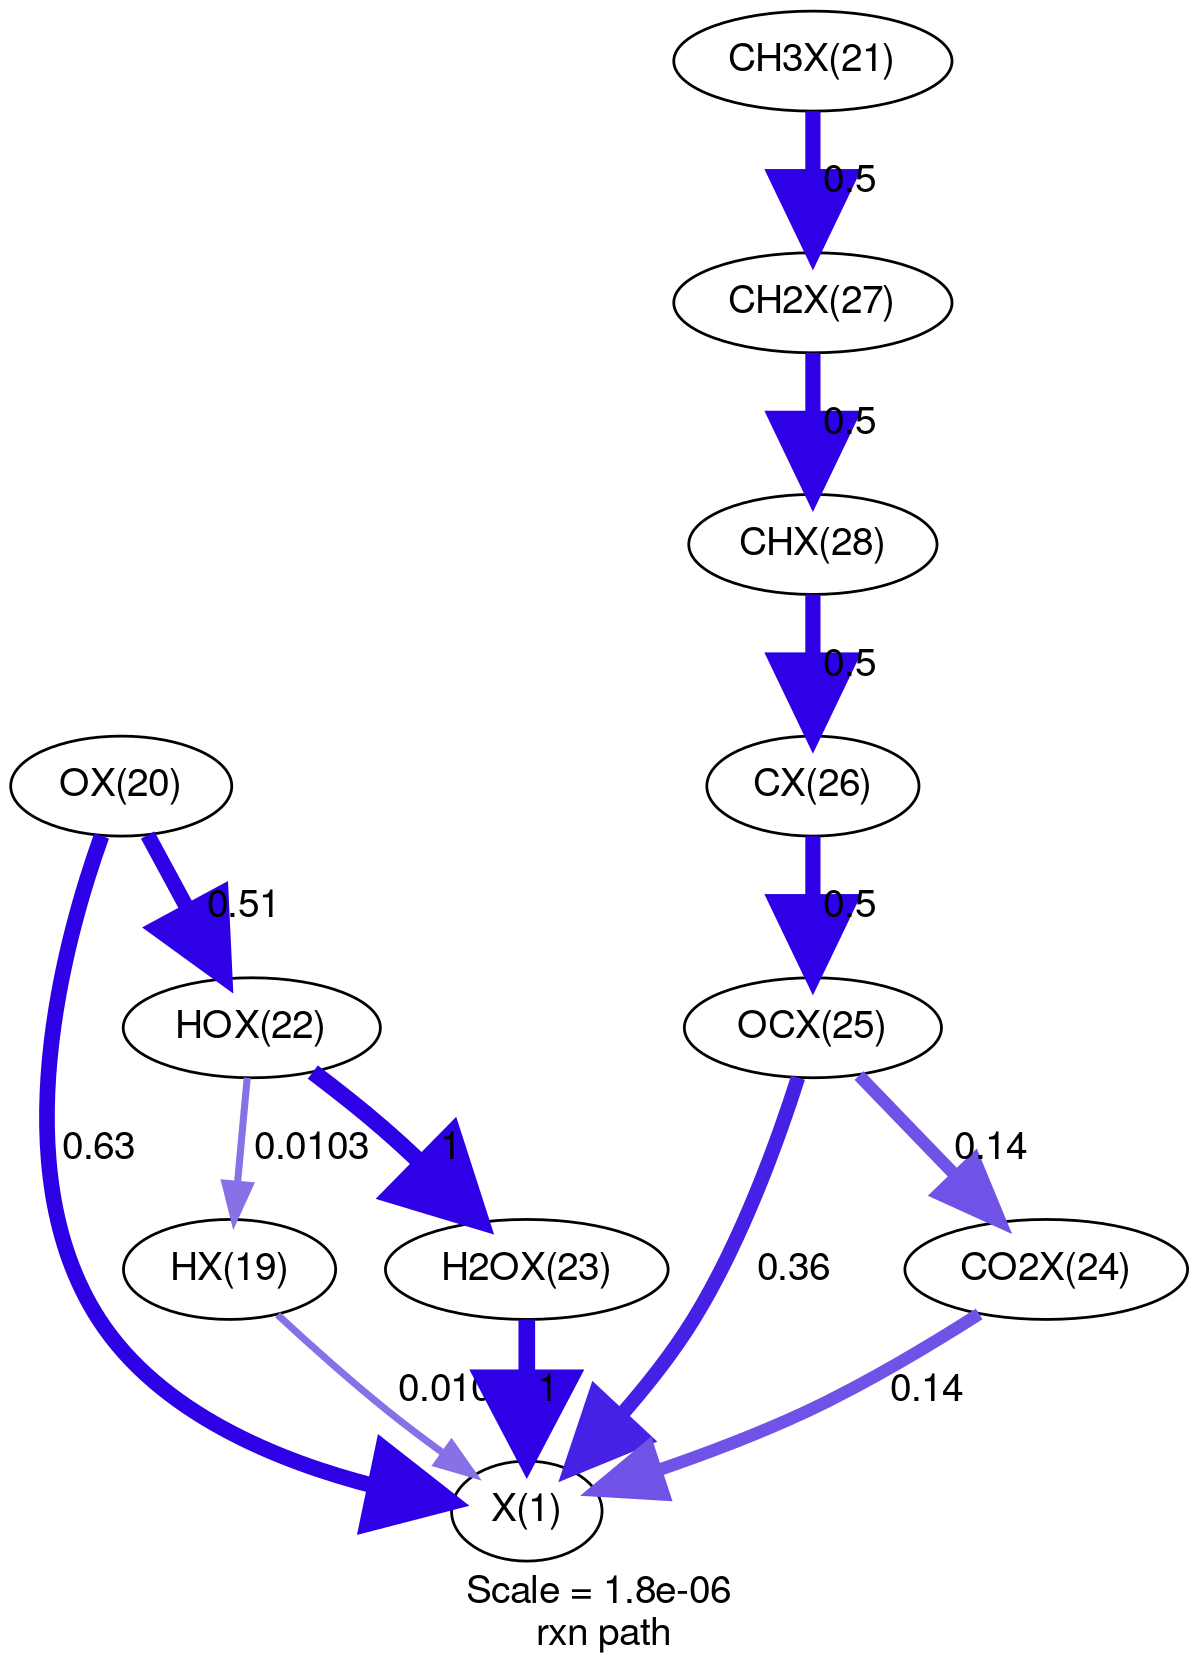 CH3X(21)
0.5
CH2X(27)
0.5
CHX(28)
0.5
OX(20)
CX(26)
0.51
0.5
HOX(22)
OCX(25)
0.63
0.0103
1
0.14
HX(19)
H2OX(23)
0.36
CO2X(24)
1
0.14
X(1)
Scale = 1.8e-06
rxn path